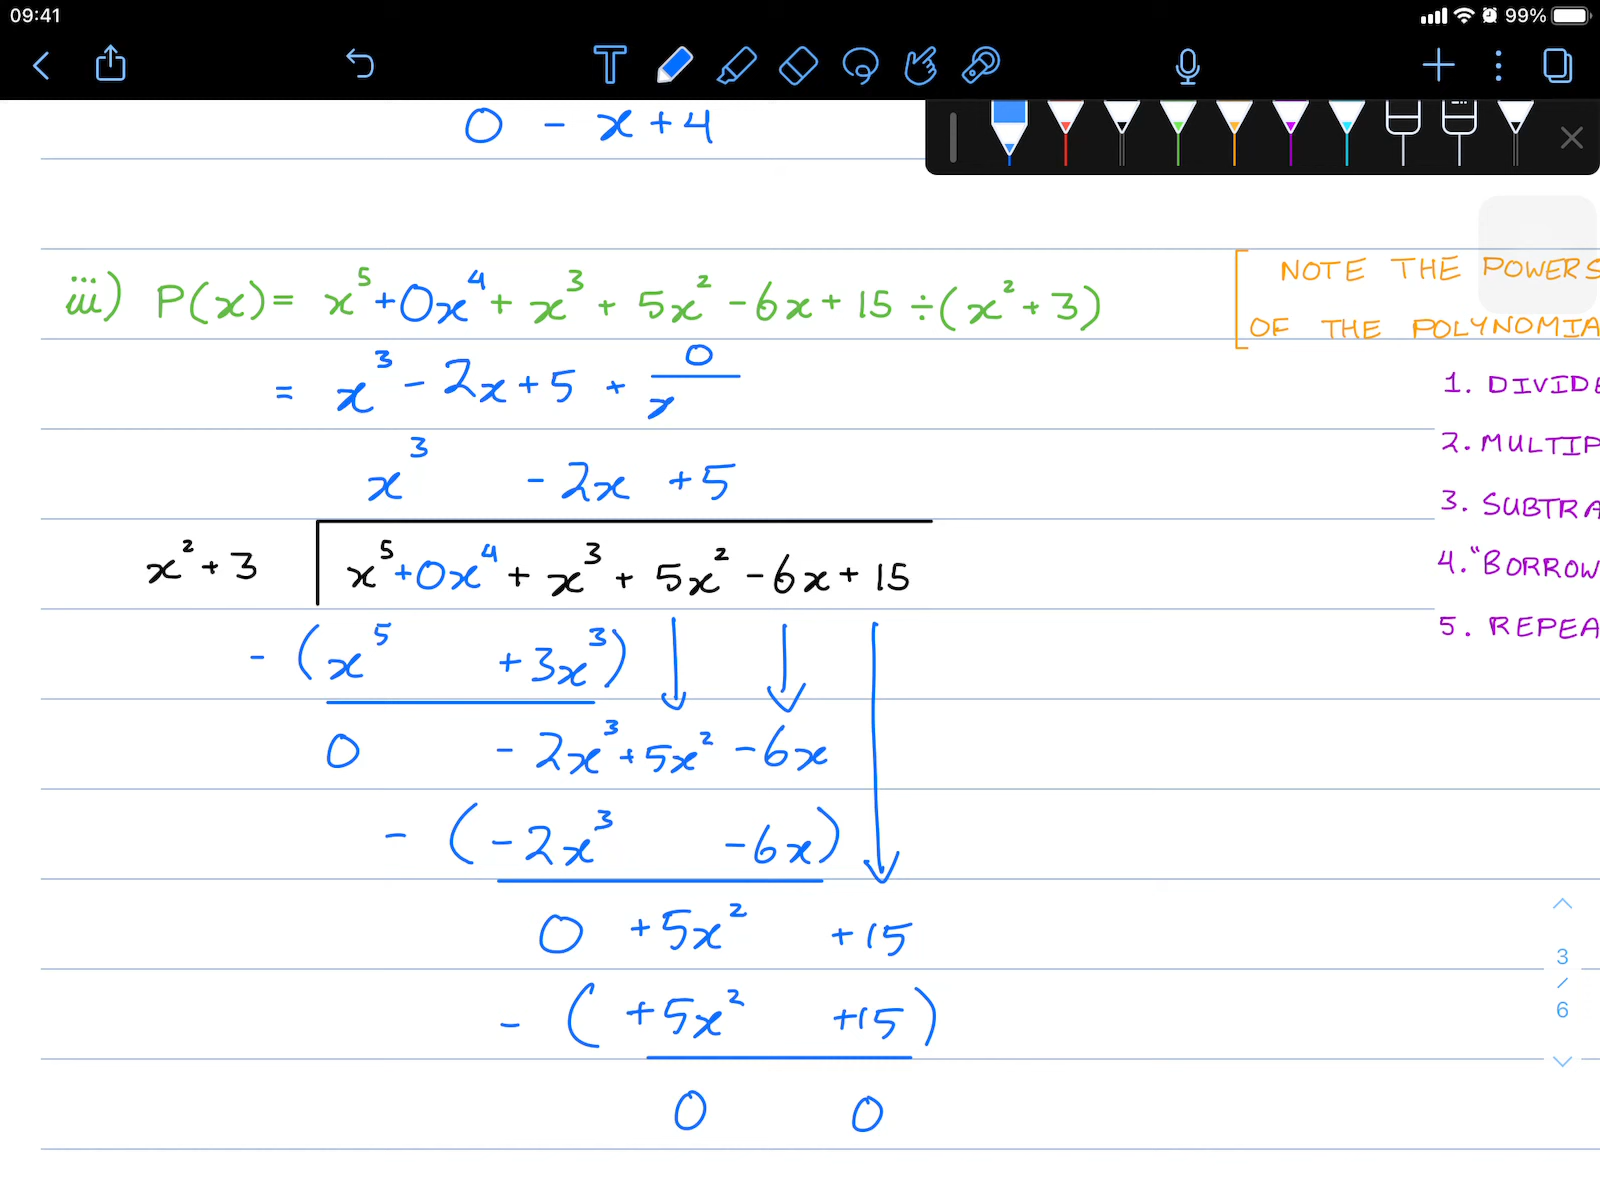 09:41
99%
0 - x + 4
iii) P(x) = x⁵ + 0x⁴ + x³ + 5x² - 6x + 15 ÷ (x² + 3)
NOTE THE POWERS
OF THE POLYNOMIA
= x³ - 2x + 5 + 0/x
1. DIVIDE
x³ - 2x + 5
2. MULTIP
3. SUBTRA
x² + 3 x⁵ + 0x⁴ + x³ + 5x² - 6x + 15
4. "BORROW
- (x⁵ + 3x³)
5. REPEA
0 - 2x³ + 5x² - 6x
- (-2x³ - 6x)
0 + 5x² + 15
- (+5x² + 15)
0 0
3
/
6